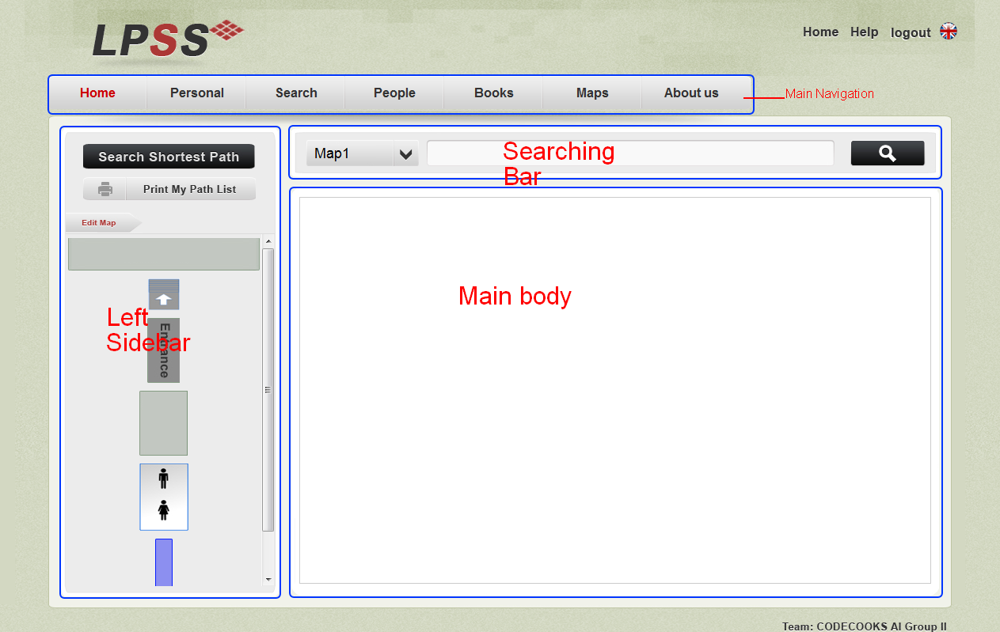 LPSS
Home Help logout
Home Personal Search People Books Maps About us
Main Navigation
Search Shortest Path
Print My Path List
Edit Map
Map1
Searching
Bar
Left
Sidebar
Entrance
Main body
Team: CODECOOKS AI Group II